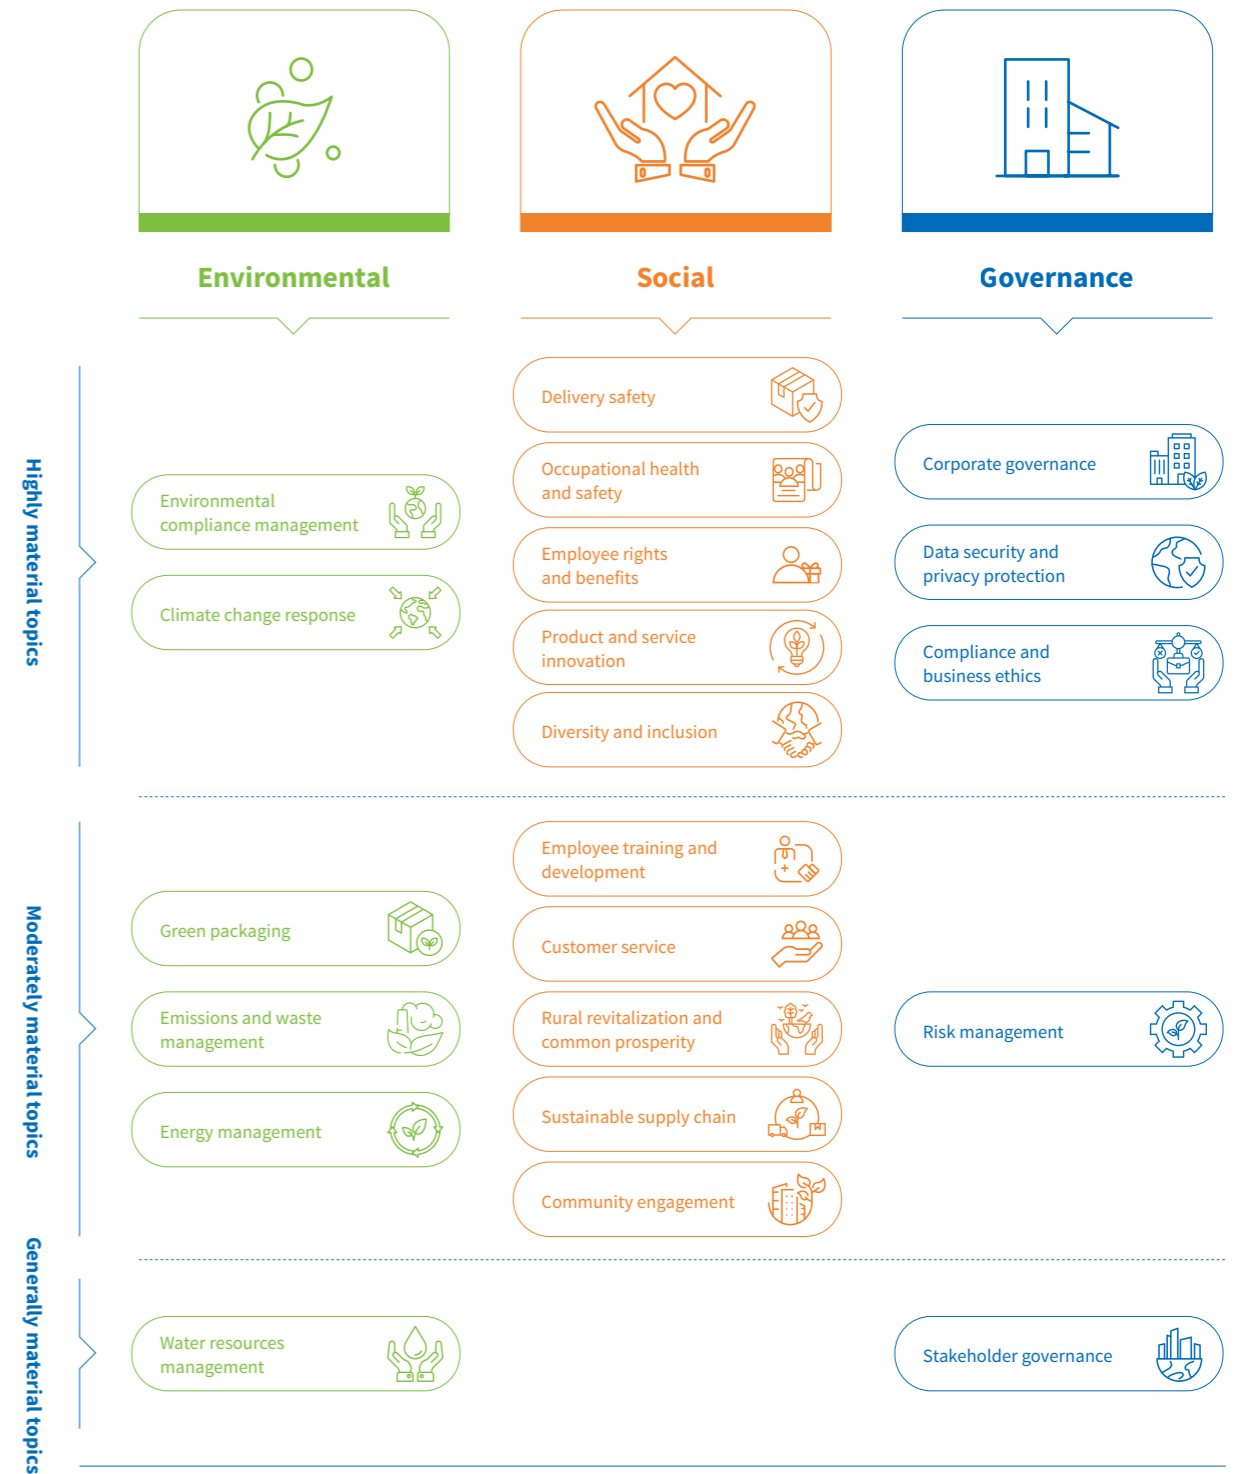 Environmental
Social
Governance
Highly material topics
Environmental
compliance management
Climate change response
Delivery safety
Occupational health
and safety
Employee rights
and benefits
Product and service
innovation
Diversity and inclusion
Corporate governance
Data security and
privacy protection
Compliance and
business ethics
Moderately material topics
Green packaging
Emissions and waste
management
Energy management
Employee training and
development
Customer service
Rural revitalization and
common prosperity
Sustainable supply chain
Community engagement
Risk management
Generally material topics
Water resources
management
Stakeholder governance